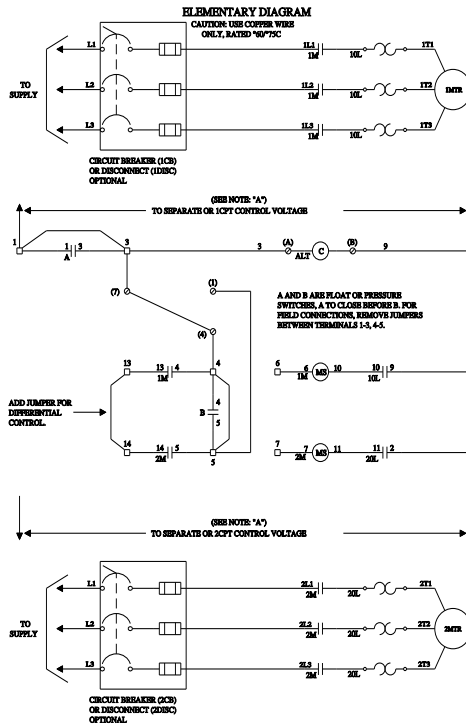 ELEMENTARY DIAGRAM
CAUTION: USE COPPER WIRE
ONLY, RATED °60/°75C
L1 1L1 1M 10L 1T1
TO
SUPPLY
L2 1L2 1M 10L 1T2 1MTR
L3 1L3 1M 10L 1T3
CIRCUIT BREAKER (1CB)
OR DISCONNECT (1DISC)
OPTIONAL
(SEE NOTE: "A")
TO SEPARATE OR 1CPT CONTROL VOLTAGE
1 1 3 A 3 3 (A) ALT C (B) 9
(7) (1)
A AND B ARE FLOAT OR PRESSURE
SWITCHES, A TO CLOSE BEFORE B. FOR
FIELD CONNECTIONS, REMOVE JUMPERS
BETWEEN TERMINALS 1-3, 4-5.
(4)
13 13 4 1M 4 6 6 1M MS 10 10 9 10L
ADD JUMPER FOR
DIFFERENTIAL
CONTROL.
4
B
5
14 14 5 2M 5 7 7 2M MS 11 11 2 20L
(SEE NOTE: "A")
TO SEPARATE OR 2CPT CONTROL VOLTAGE
L1 2L1 2M 20L 2T1
TO
SUPPLY
L2 2L2 2M 20L 2T2 2MTR
L3 2L3 2M 20L 2T3
CIRCUIT BREAKER (2CB)
OR DISCONNECT (2DISC)
OPTIONAL